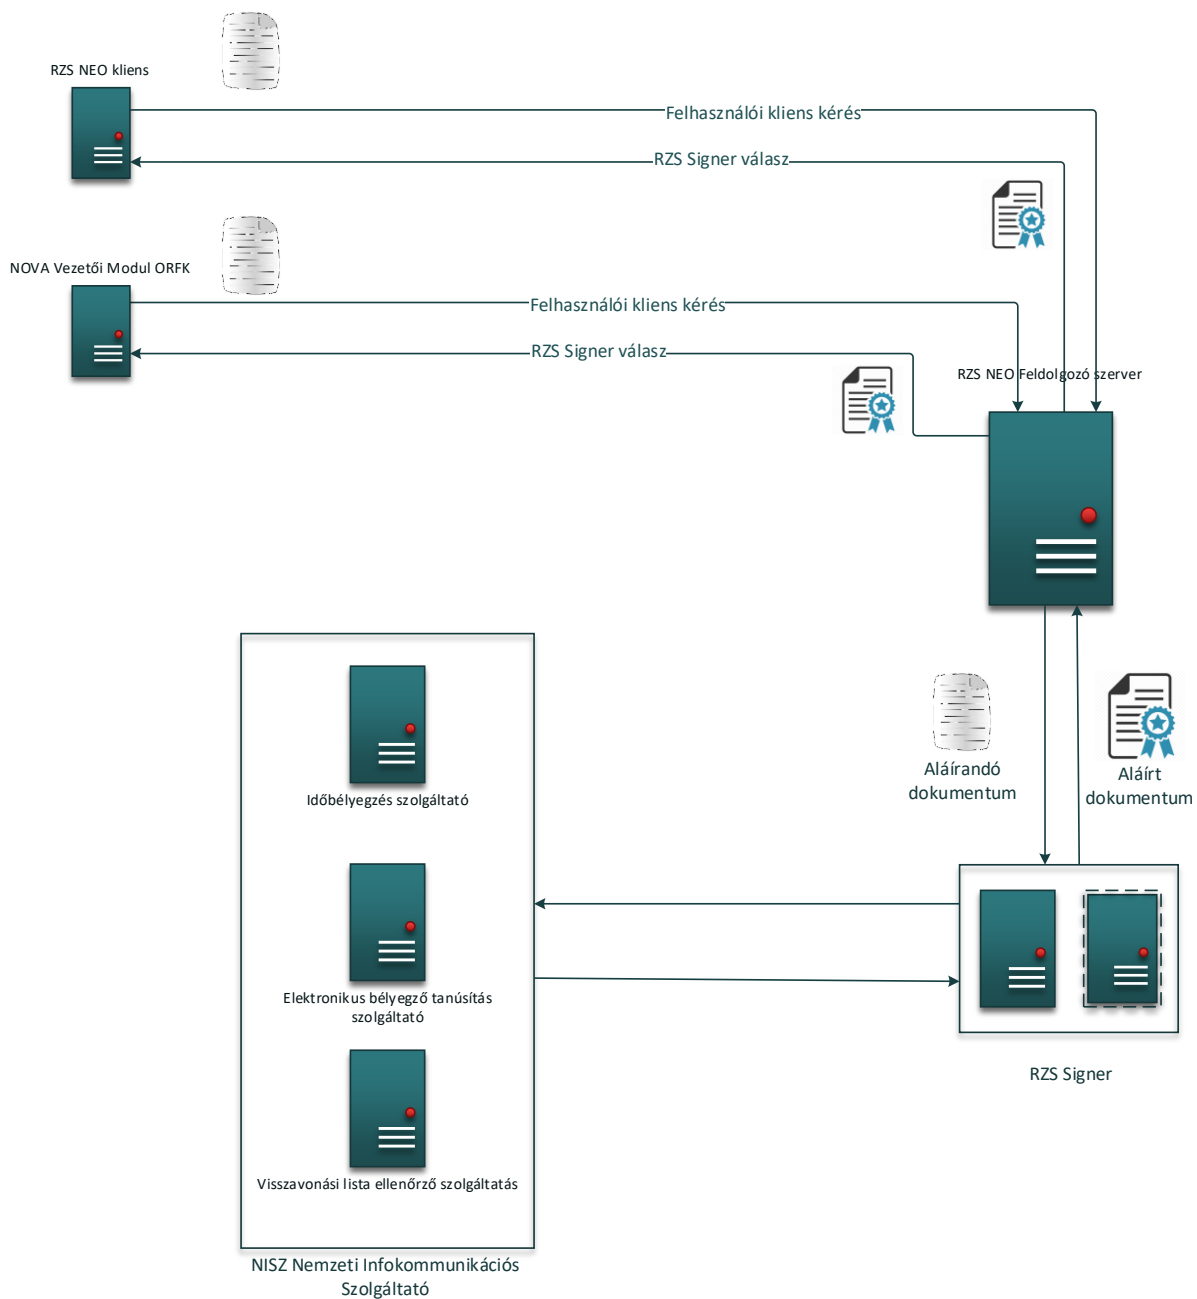 RZS NEO kliens
Felhasználói kliens kérés
RZS Signer válasz
NOVA Vezetői Modul ORFK
Felhasználói kliens kérés
RZS Signer válasz
RZS NEO Feldolgozó szerver
Időbélyegzés szolgáltató
Aláírandó
dokumentum
Aláírt
dokumentum
Elektronikus bélyegző tanúsítás
szolgáltató
RZS Signer
Visszavonási lista ellenőrző szolgáltatás
NISZ Nemzeti Infokommunikációs
Szolgáltató